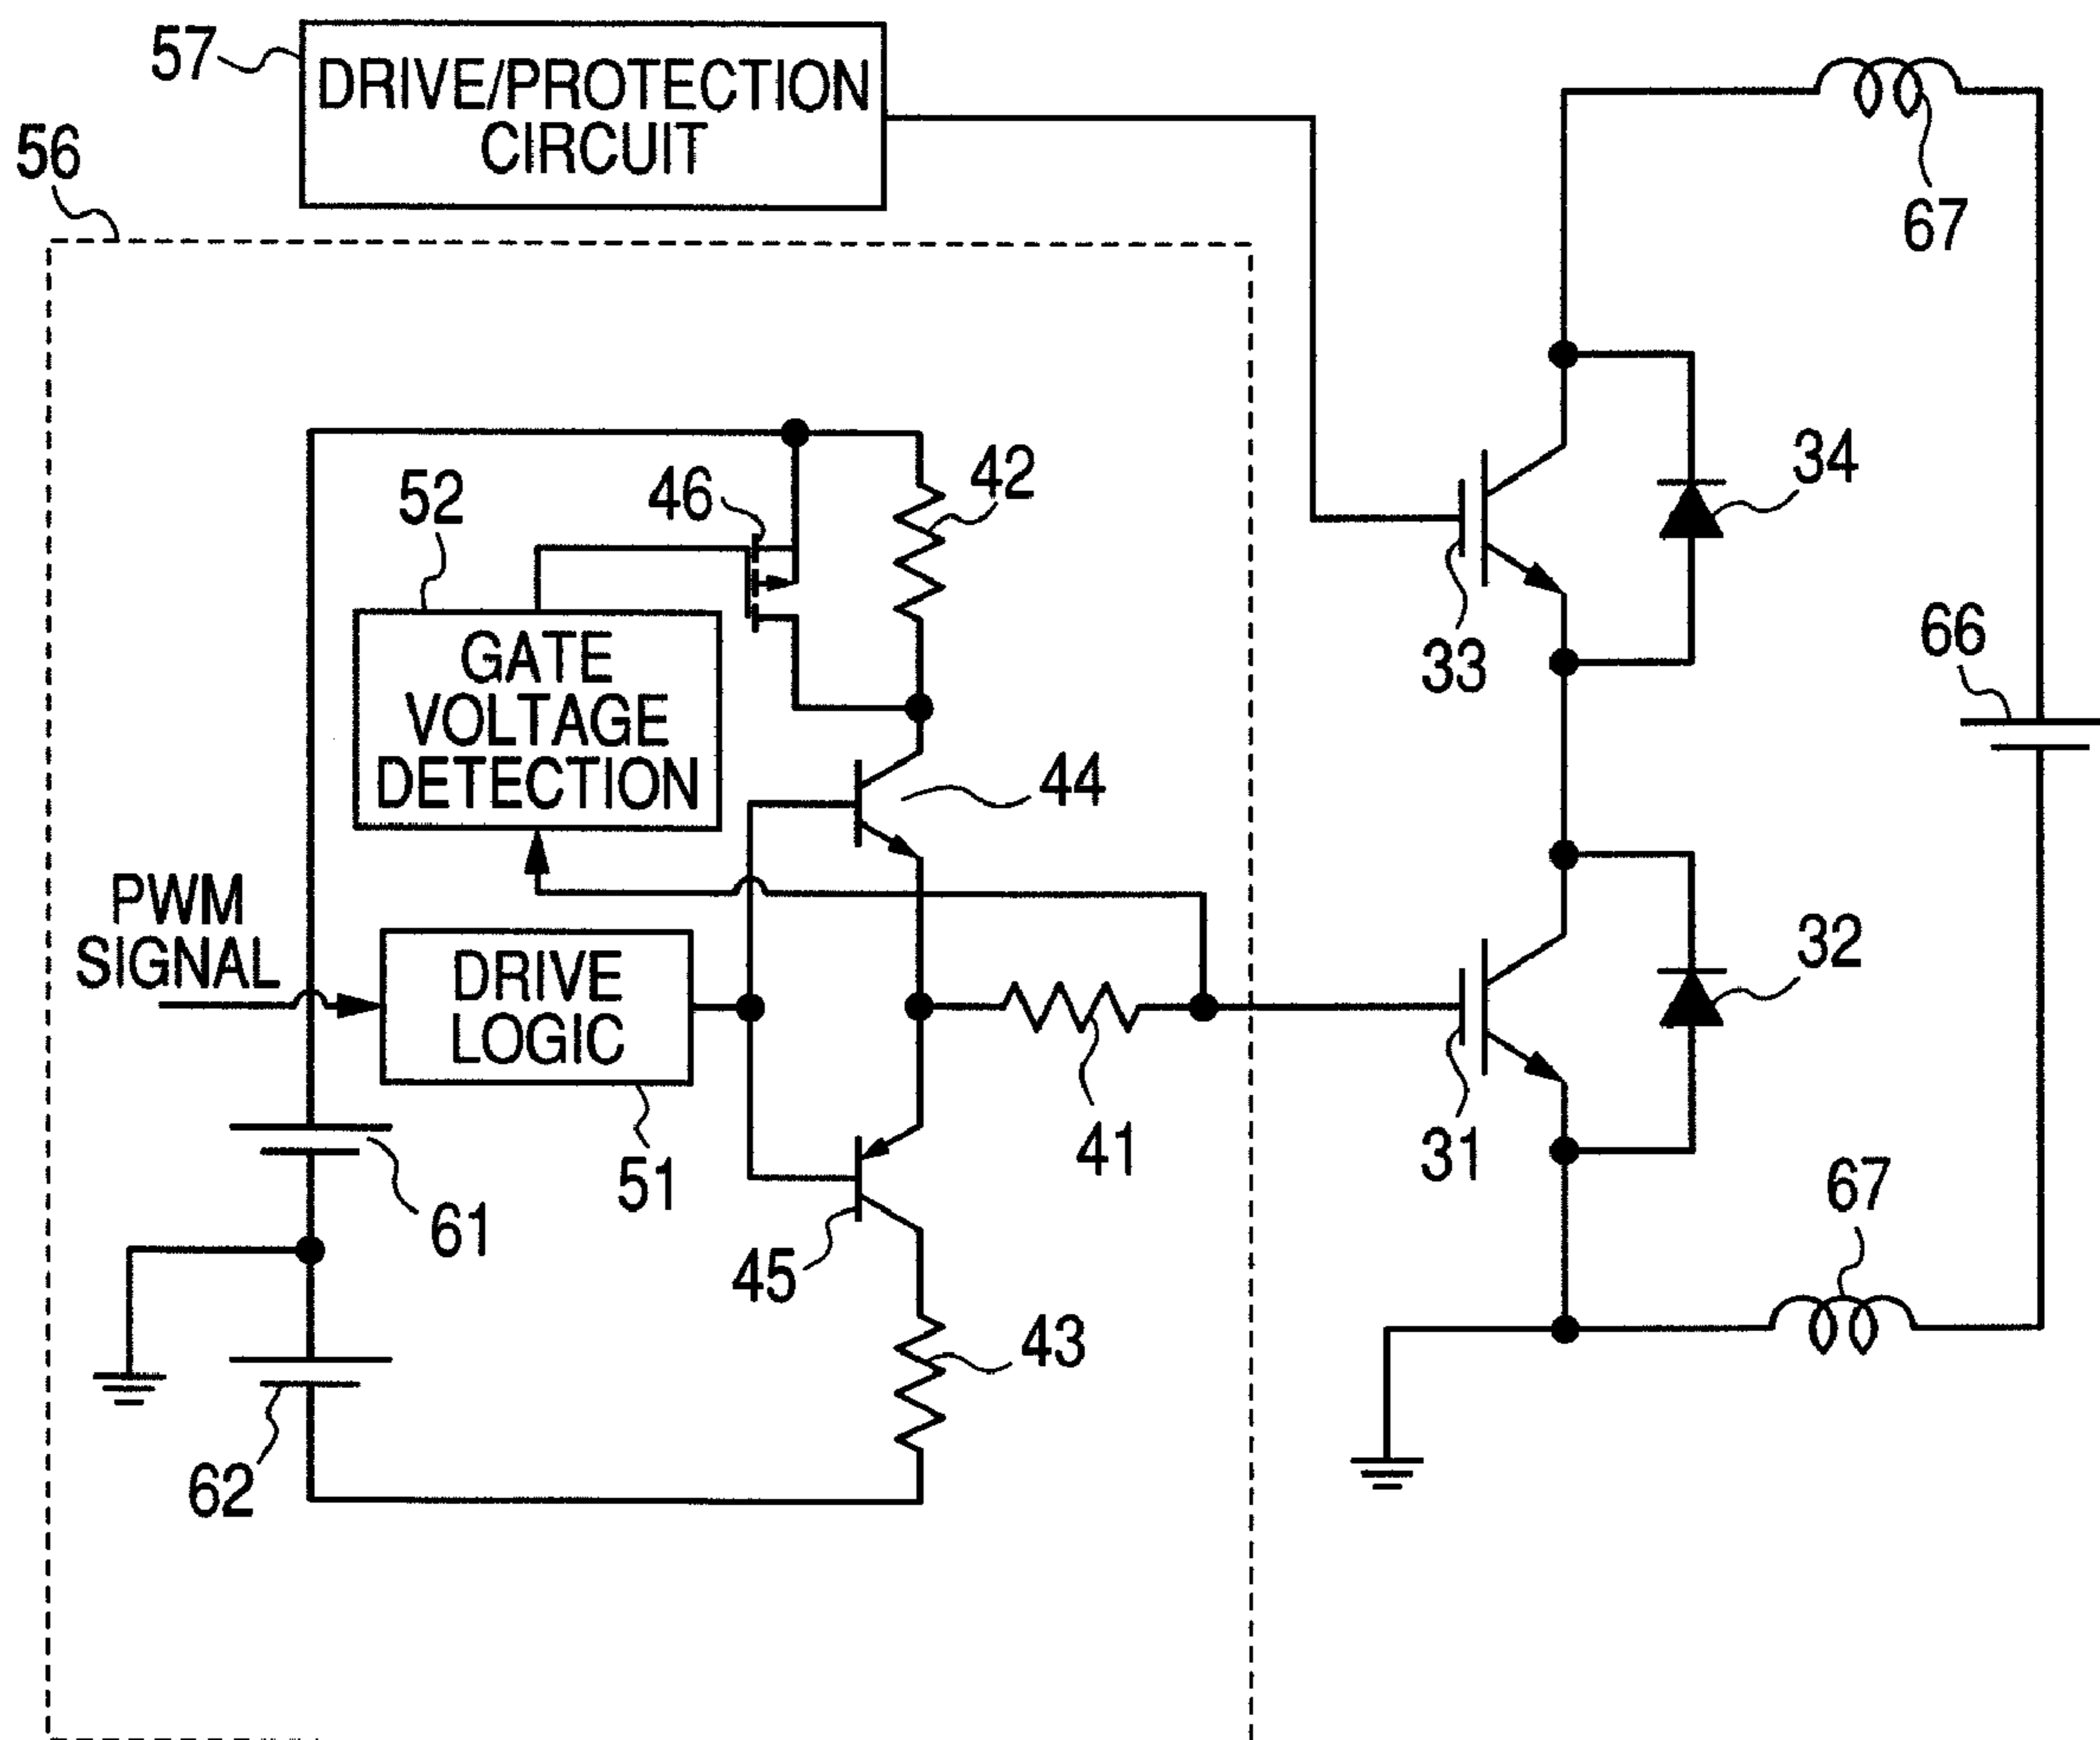 57
DRIVE/PROTECTION
CIRCUIT
56
67
52
46
42
34
GATE
VOLTAGE
DETECTION
33
66
44
PWM
SIGNAL
DRIVE
LOGIC
32
51
41
31
61
45
67
43
62